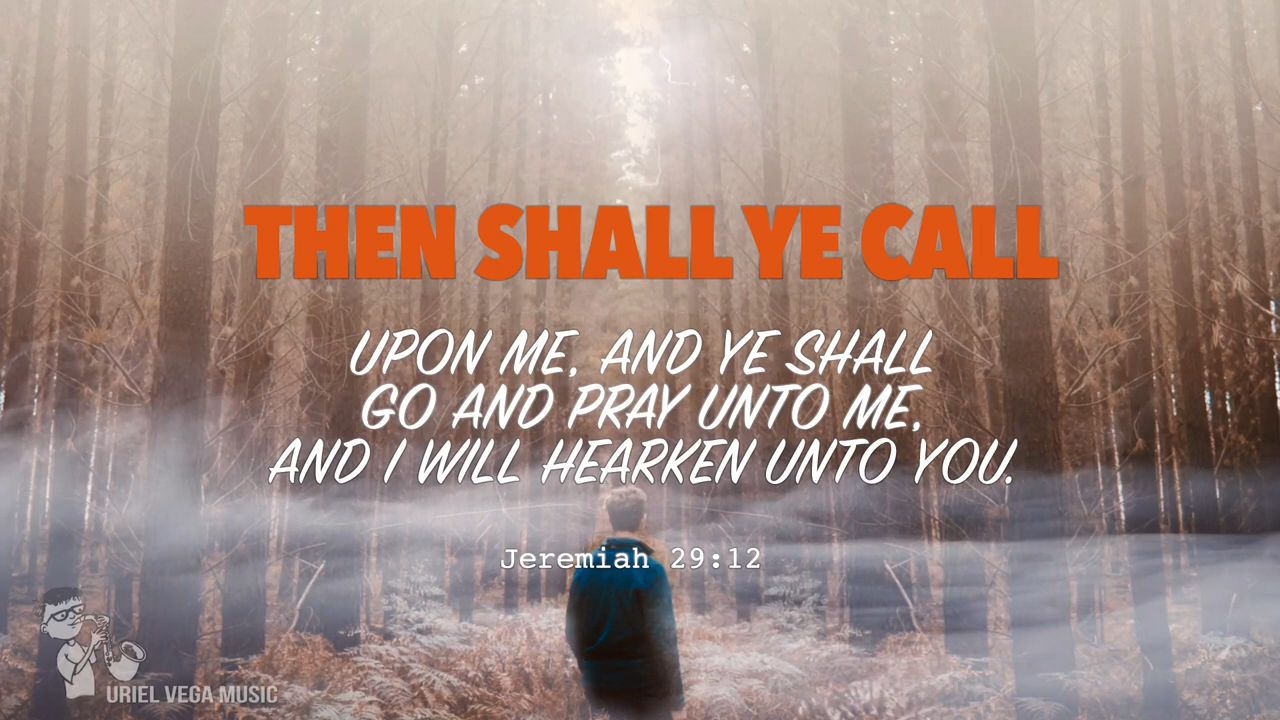 THEN SHALL YE CALL
UPON ME, AND YE SHALL
GO AND PRAY UNTO ME,
AND I WILL HEARKEN UNTO YOU.
Jeremiah 29:12
URIEL VEGA MUSIC